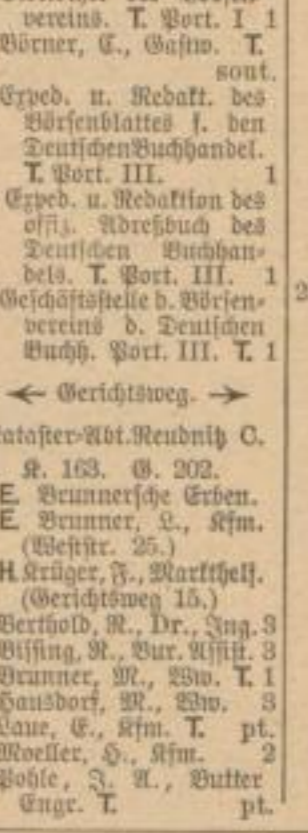 vereins. T. Port. I 1
Börner, C., Gastw. T.
sout.
Exped. u. Redakt. des
Börsenblattes f. den
Deutschen Buchhandel.
T. Port. III. 1
Exped. u. Redaktion des
offiz. Adreßbuch des
Deutschen Buchhan-
dels. T. Port. III. 1
Geschäftsstelle d. Börsen-
vereins d. Deutschen
Buchh. Port. III. T. 1
← Gerichtsweg. →
Kataster-Abt. Reudnitz C.
K. 163. G. 202.
E Brunnersche Erben.
E Brunner, L., Kfm.
(Weststr. 25.)
H Krüger, F., Markthelf.
(Gerichtsweg 15.)
Berthold, R., Dr., Ing. 3
Bissing, R., Bur. Assist. 3
Brunner, M., Ww. T. 1
Hausdorf, M., Ww. 3
Laue, E., Kfm. T. pt.
Moeller, H., Kfm. 2
Pohle, J. A., Butter
Engr. T. pt.